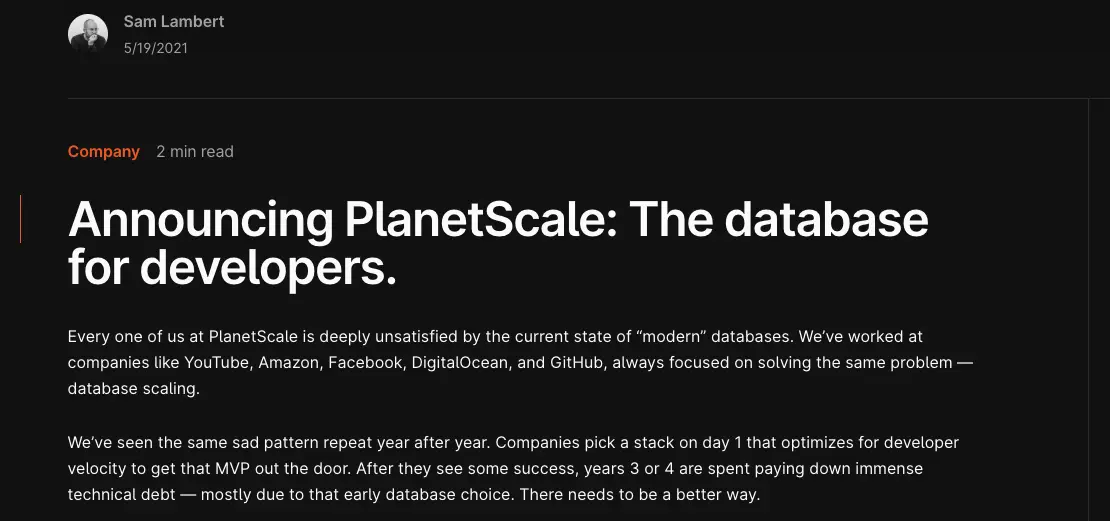 Sam Lambert
5/19/2021
Company 2 min read
Announcing PlanetScale: The database
for developers.
Every one of us at PlanetScale is deeply unsatisfied by the current state of “modern” databases. We’ve worked at
companies like YouTube, Amazon, Facebook, DigitalOcean, and GitHub, always focused on solving the same problem —
database scaling.
We’ve seen the same sad pattern repeat year after year. Companies pick a stack on day 1 that optimizes for developer
velocity to get that MVP out the door. After they see some success, years 3 or 4 are spent paying down immense
technical debt — mostly due to that early database choice. There needs to be a better way.